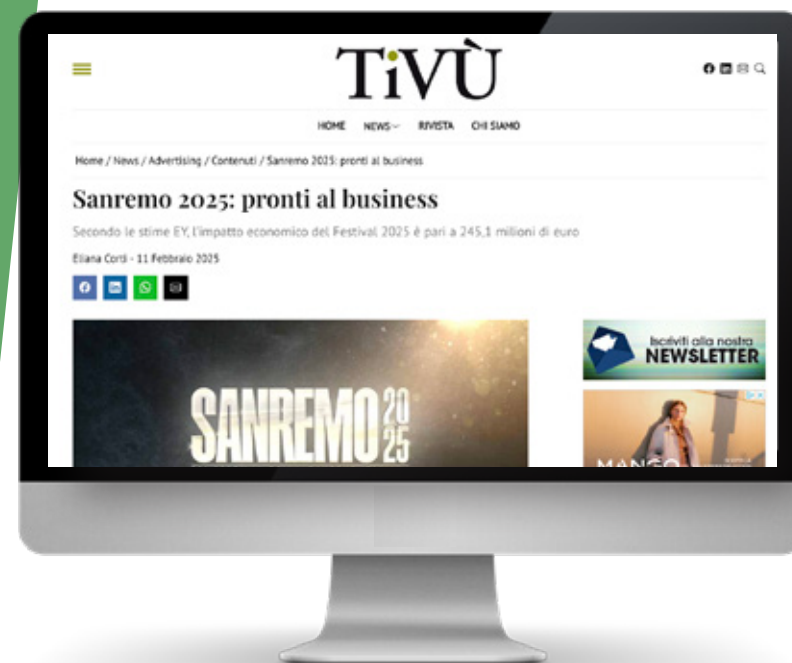 TiVÙ
HOME NEWS RIVISTA CHI SIAMO
Home / News / Advertising / Contenuti / Sanremo 2025: pronti al business
Sanremo 2025: pronti al business
Secondo le stime EY, l'impatto economico del Festival 2025 è pari a 245,1 milioni di euro
Eliana Corti - 11 Febbraio 2025
SANREMO 2025
Iscriviti alla nostra
NEWSLETTER
MANGO